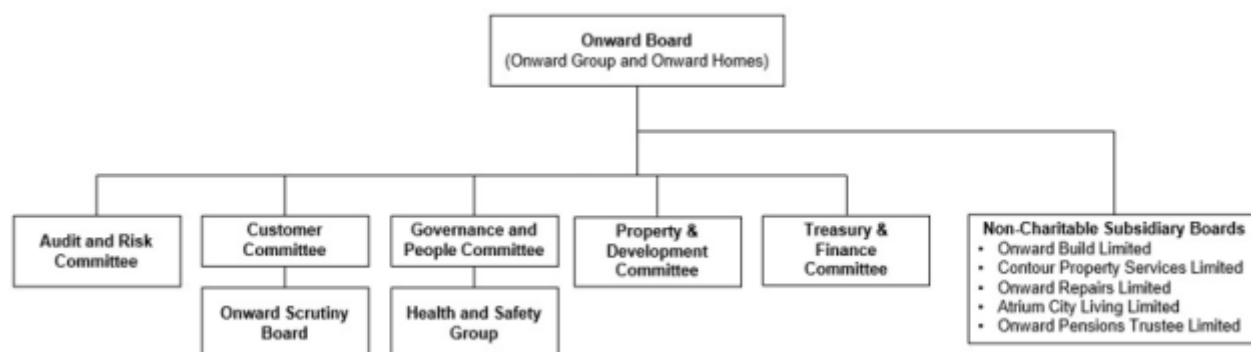 Onward Board
(Onward Group and Onward Homes)
Audit and Risk
Committee
Customer
Committee
Governance and
People Committee
Property &
Development
Committee
Treasury &
Finance
Committee
Non-Charitable Subsidiary Boards
• Onward Build Limited
• Contour Property Services Limited
• Onward Repairs Limited
• Atrium City Living Limited
• Onward Pensions Trustee Limited
Onward Scrutiny
Board
Health and Safety
Group